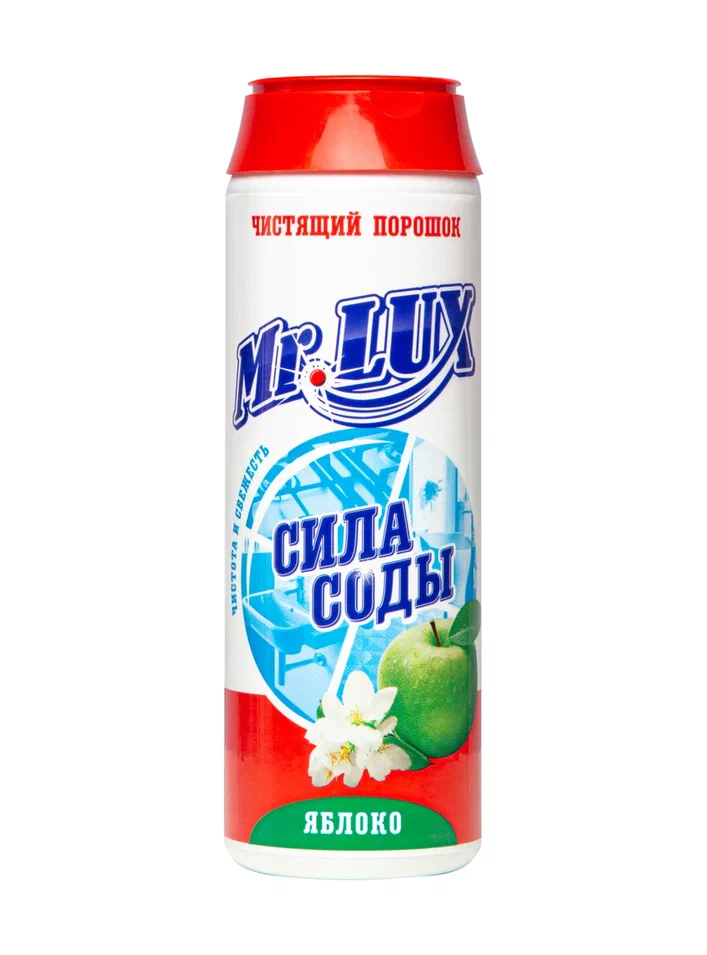 ЧИСТЯЩИЙ ПОРОШОК
Mr. LUX
ЧИСТОТА И СВЕЖЕСТЬ
СИЛА
СОДЫ
ЯБЛОКО